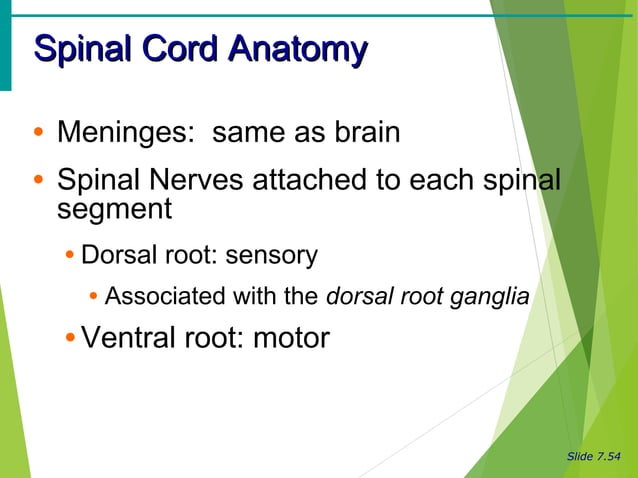 Spinal Cord Anatomy
• Meninges:  same as brain
• Spinal Nerves attached to each spinal
segment
• Dorsal root: sensory
• Associated with the dorsal root ganglia
• Ventral root: motor
Slide 7.54